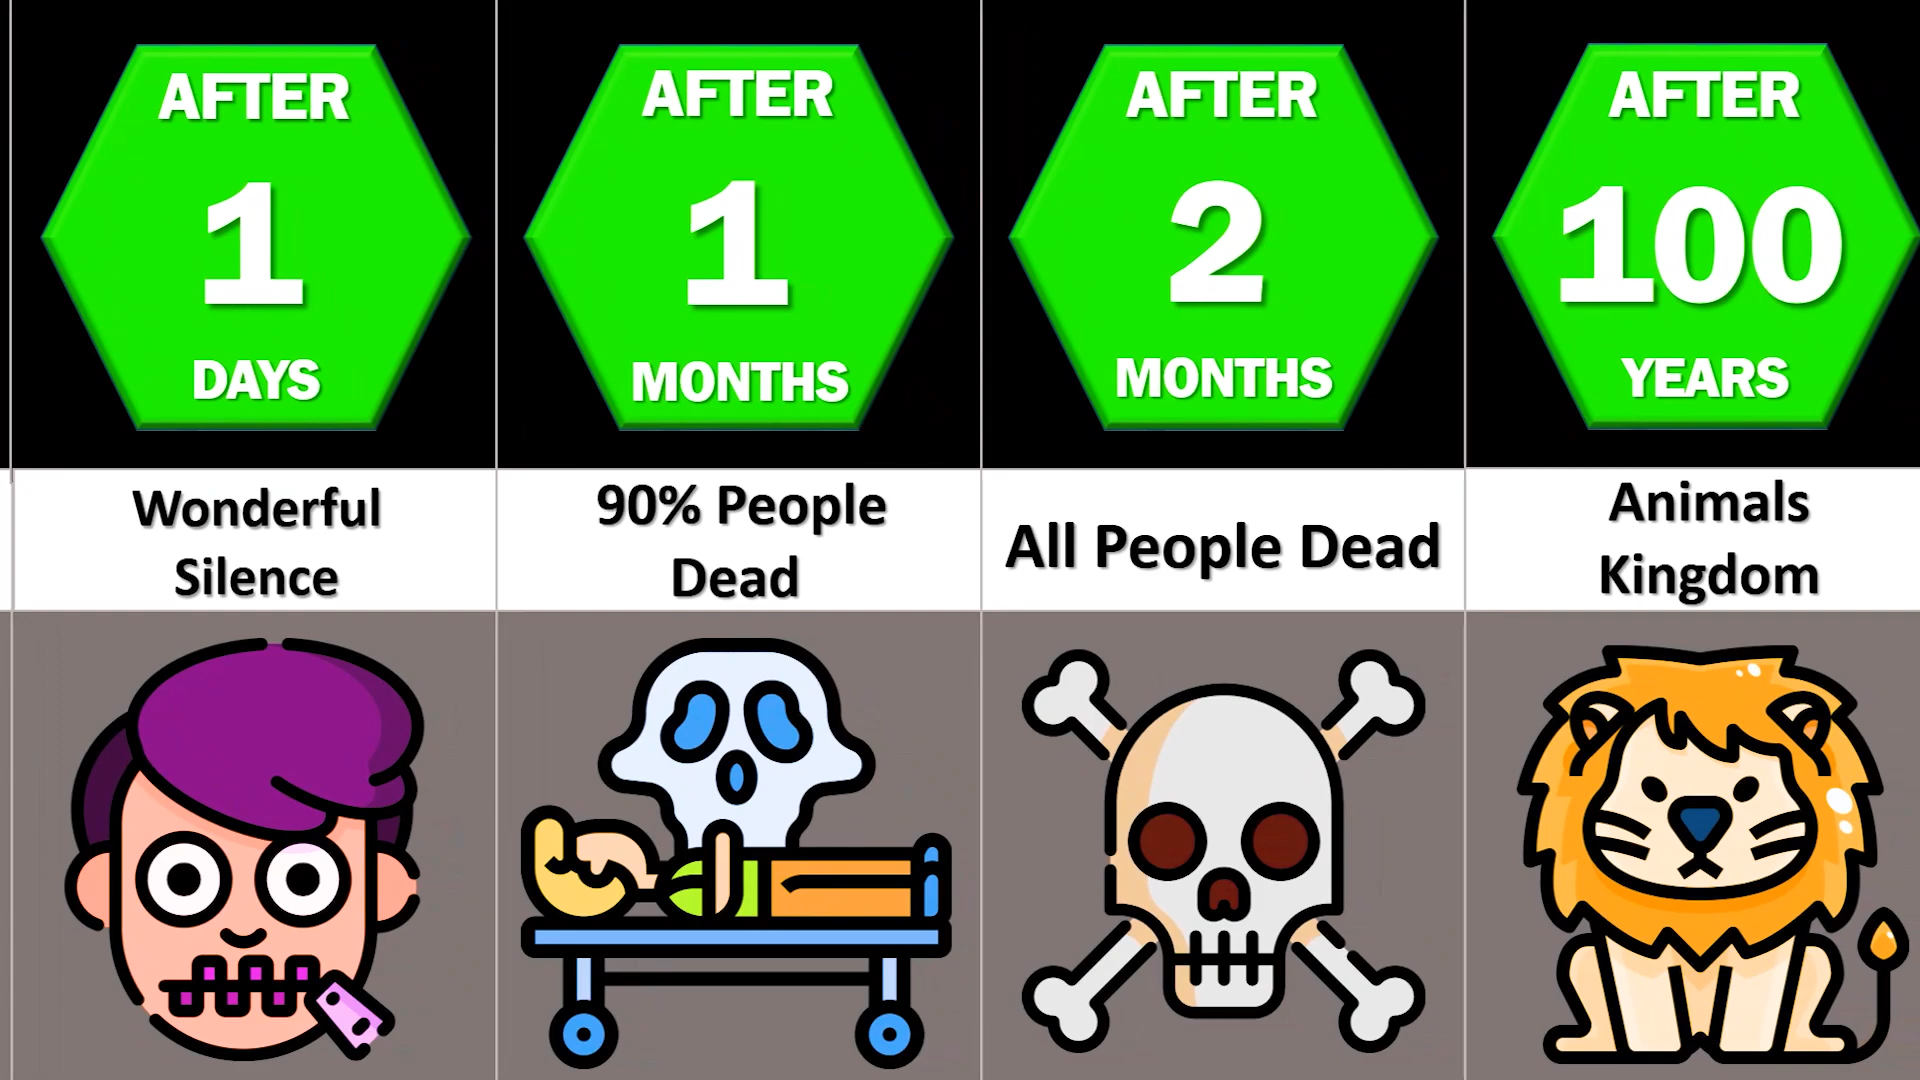 AFTER
1
DAYS
Wonderful
Silence
AFTER
1
MONTHS
90% People
Dead
AFTER
2
MONTHS
All People Dead
AFTER
100
YEARS
Animals
Kingdom